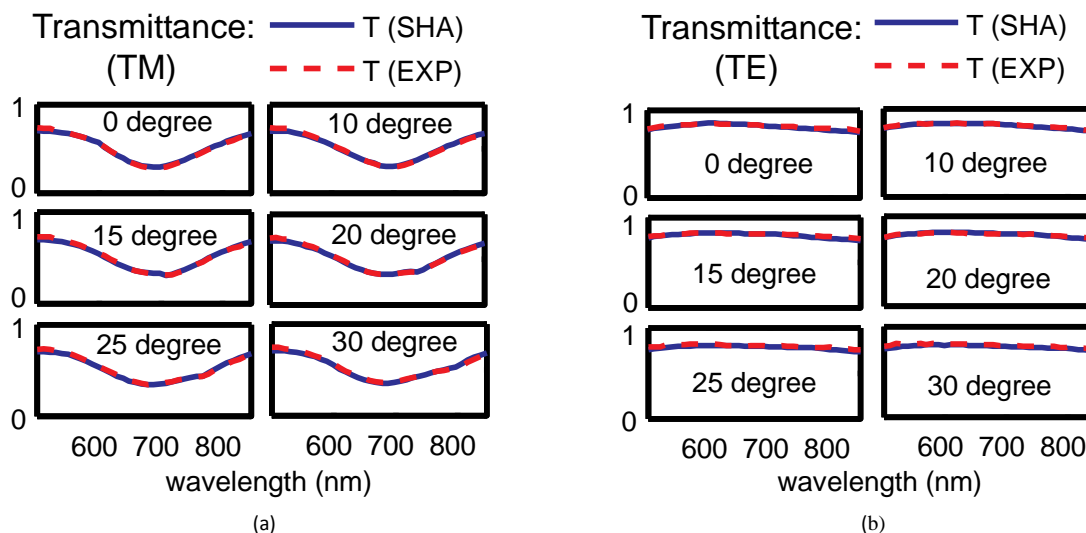 Transmittance:
(TM)
T (SHA)
T (EXP)
1
0 degree
10 degree
0
1
15 degree
20 degree
0
1
25 degree
30 degree
0
600 700 800 600 700 800
wavelength (nm)
(a)
Transmittance:
(TE)
T (SHA)
T (EXP)
1
0 degree
10 degree
0
1
15 degree
20 degree
0
1
25 degree
30 degree
0
600 700 800 600 700 800
wavelength (nm)
(b)